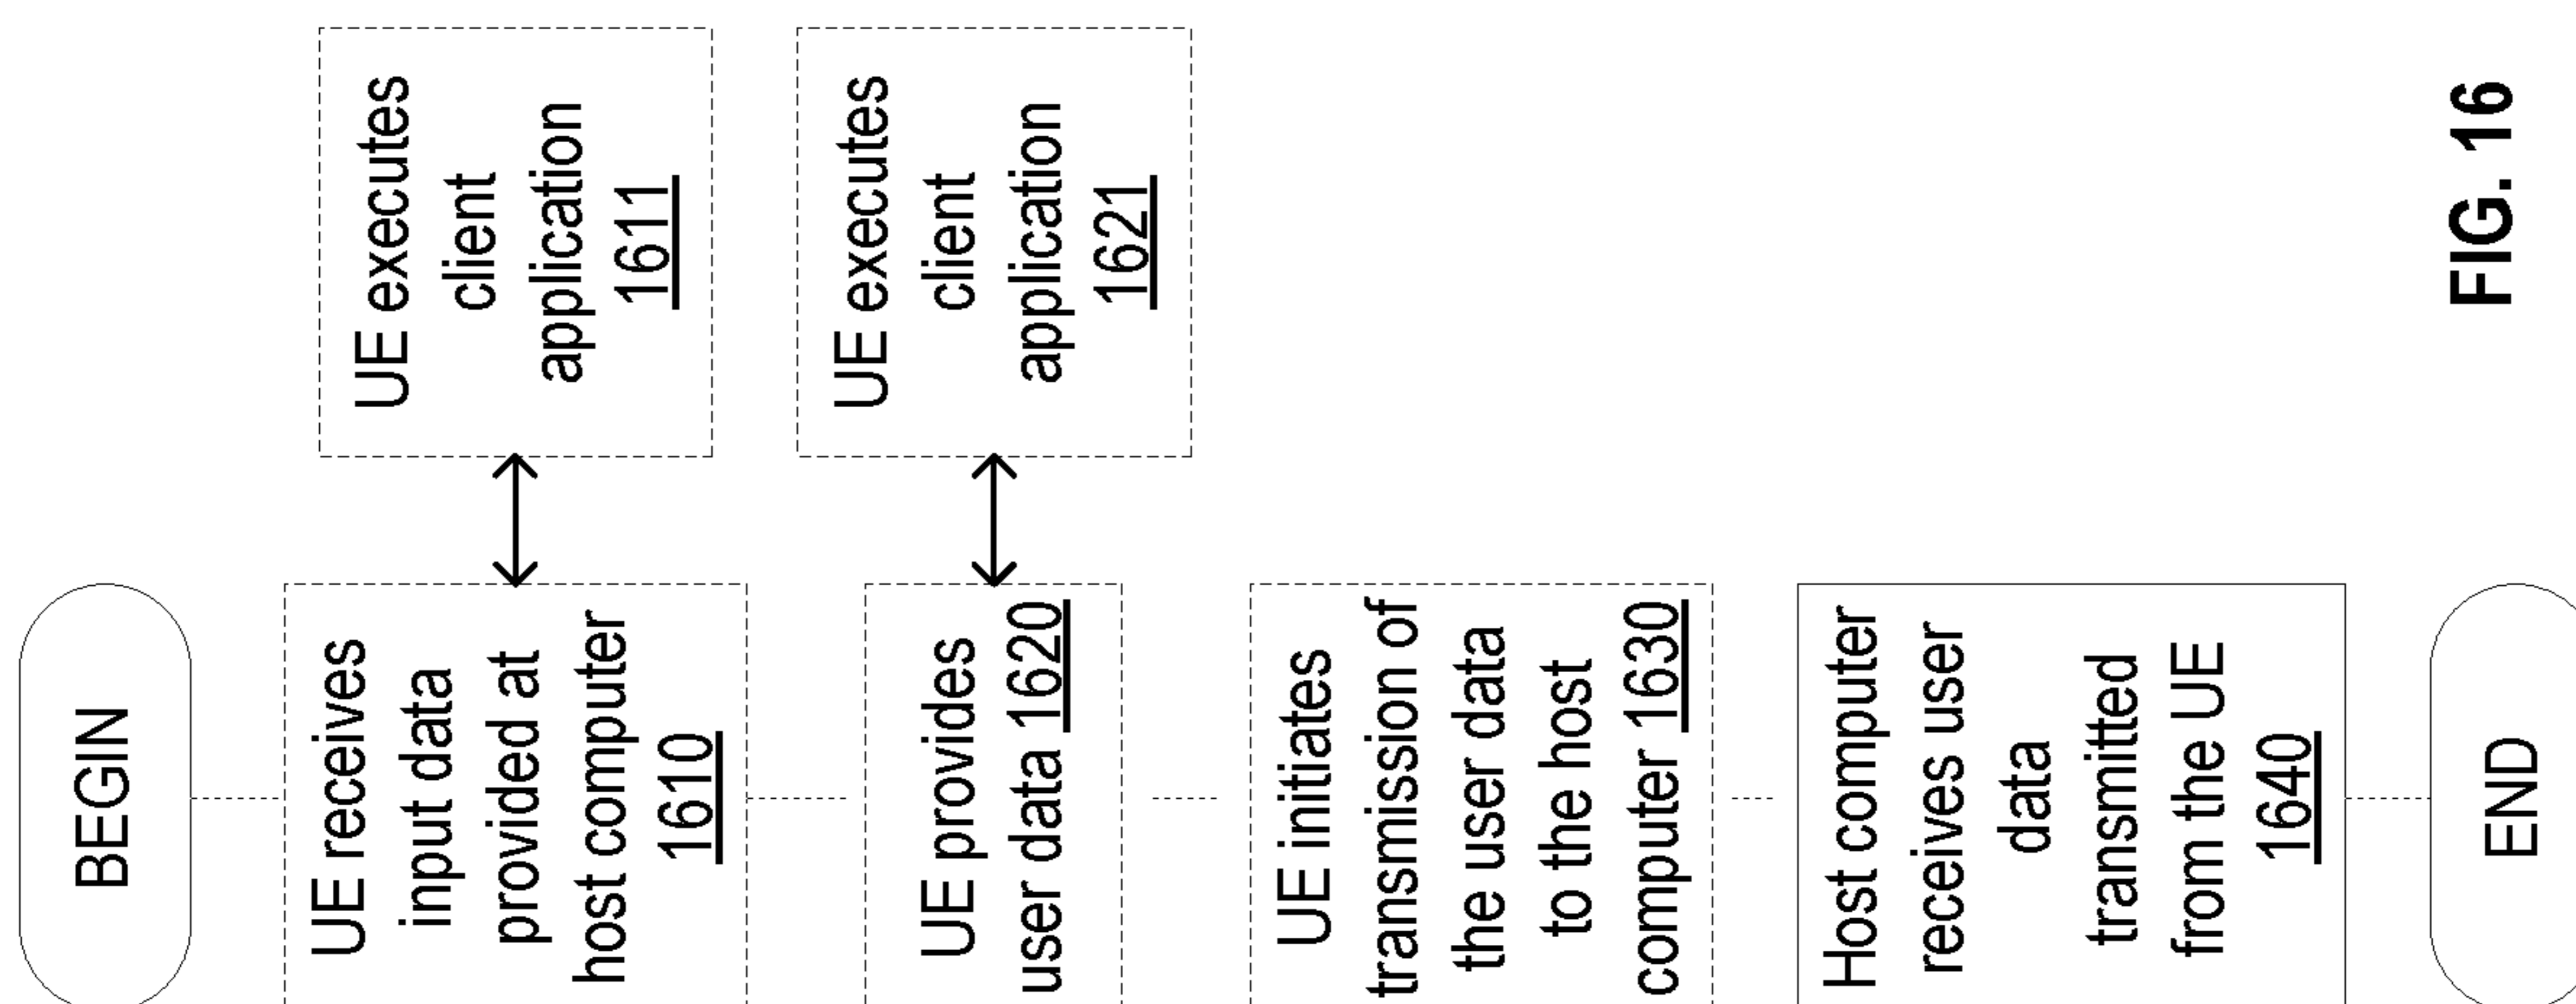 BEGIN
UE receives
input data
provided at
host computer
1610
UE executes
client
application
1611
UE provides
user data 1620
UE executes
client
application
1621
UE initiates
transmission of
the user data
to the host
computer 1630
Host computer
receives user
data
transmitted
from the UE
1640
END
FIG. 16